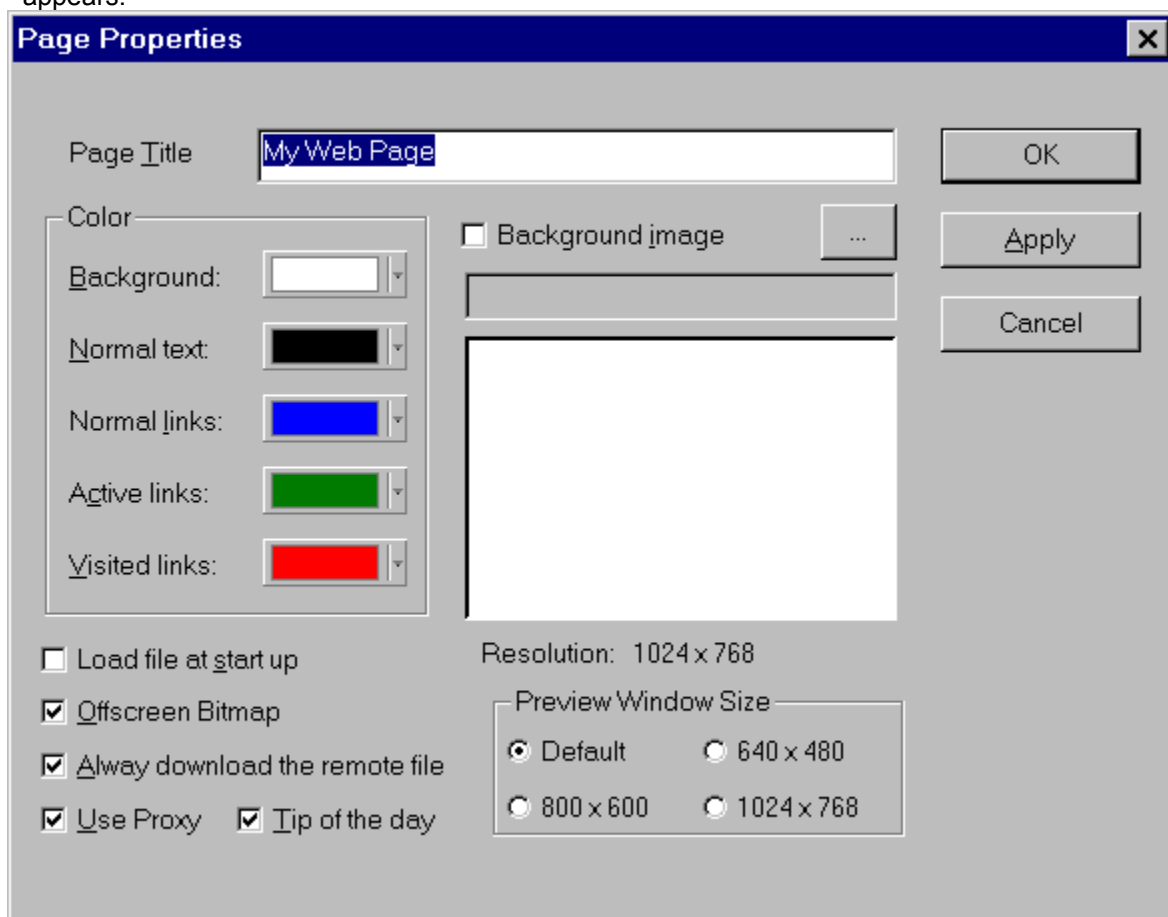 appears.
Page Properties
Page Title My Web Page OK
Color
Background image ... Apply
Background:
Cancel
Normal text:
Normal links:
Active links:
Visited links:
Load file at start up
Resolution: 1024 x 768
Offscreen Bitmap
Preview Window Size
Default 640 x 480
Alway download the remote file
800 x 600 1024 x 768
Use Proxy Tip of the day